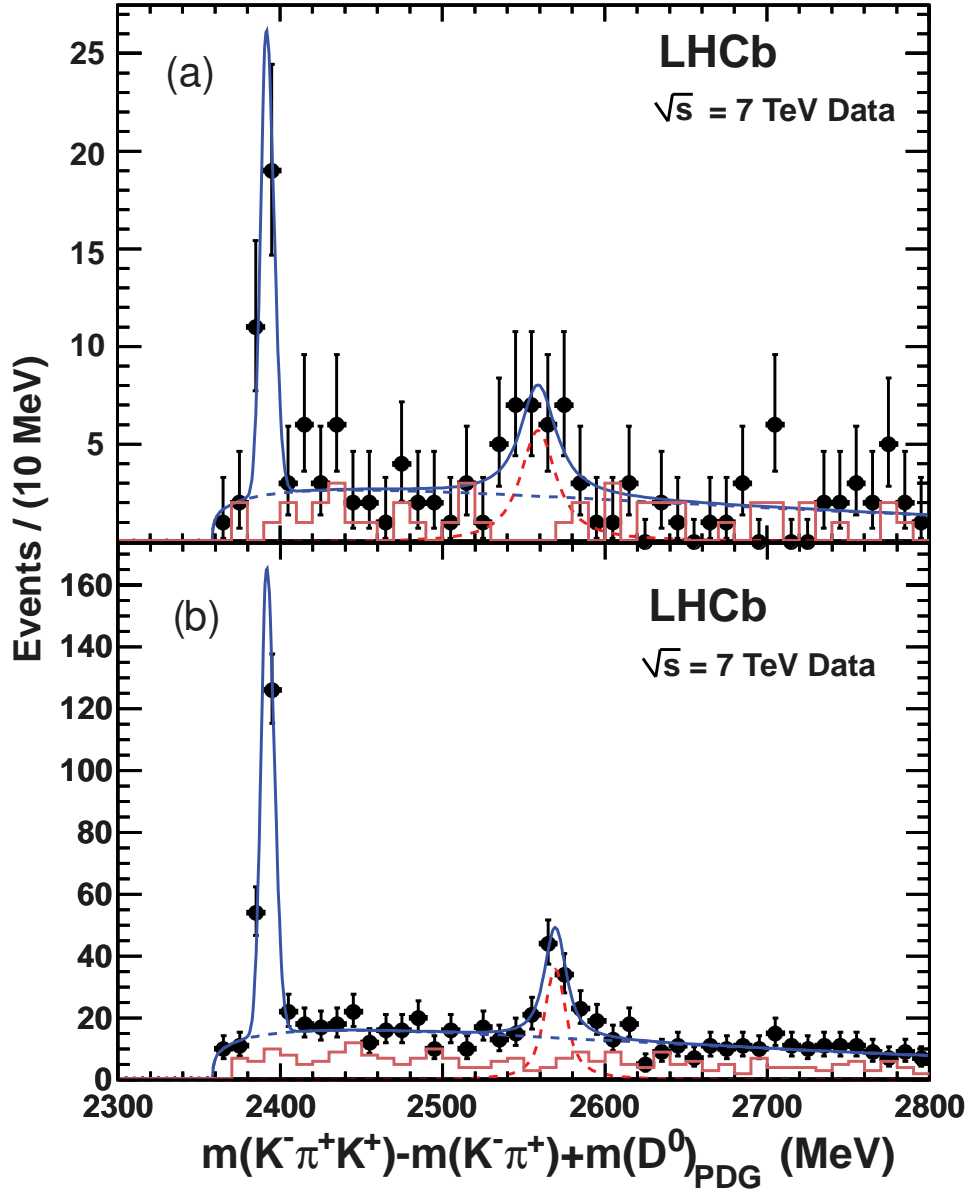 (a)
LHCb
√s = 7 TeV Data
25
20
15
10
5
Events / (10 MeV)
(b)
LHCb
√s = 7 TeV Data
160
140
120
100
80
60
40
20
0
2300 2400 2500 2600 2700 2800
m(K⁻π⁺K⁺)-m(K⁻π⁺)+m(D⁰)PDG (MeV)